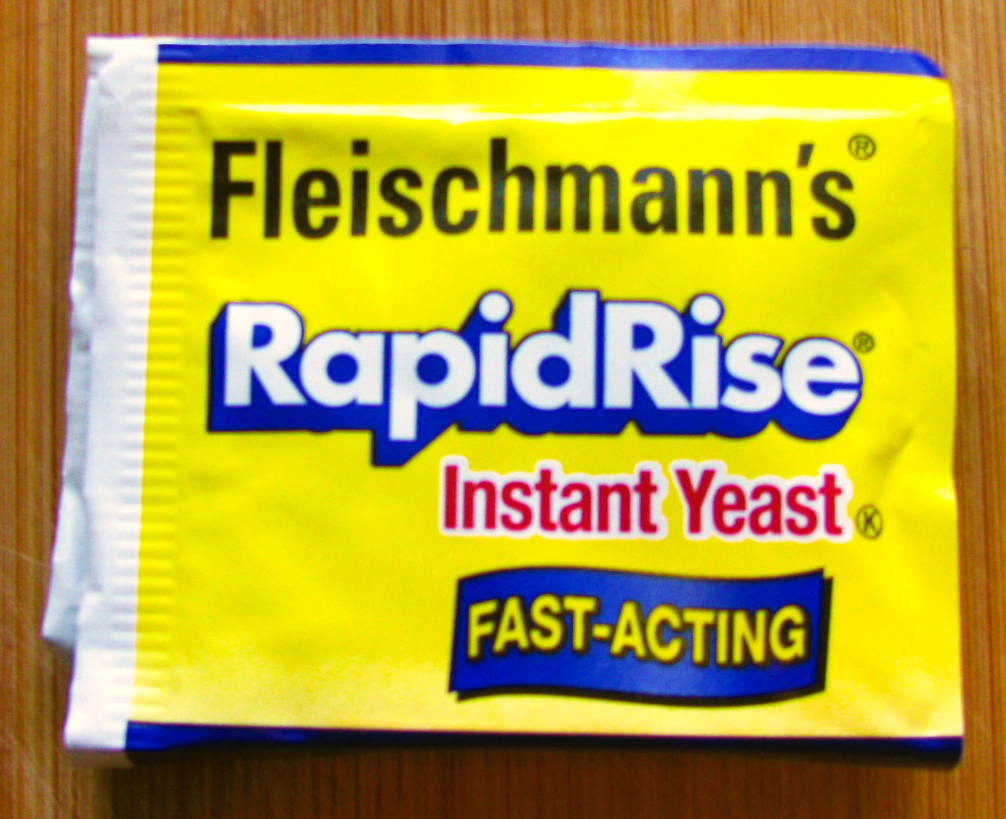 Fleischmann's®
RapidRise®
Instant Yeast Ⓚ
FAST-ACTING